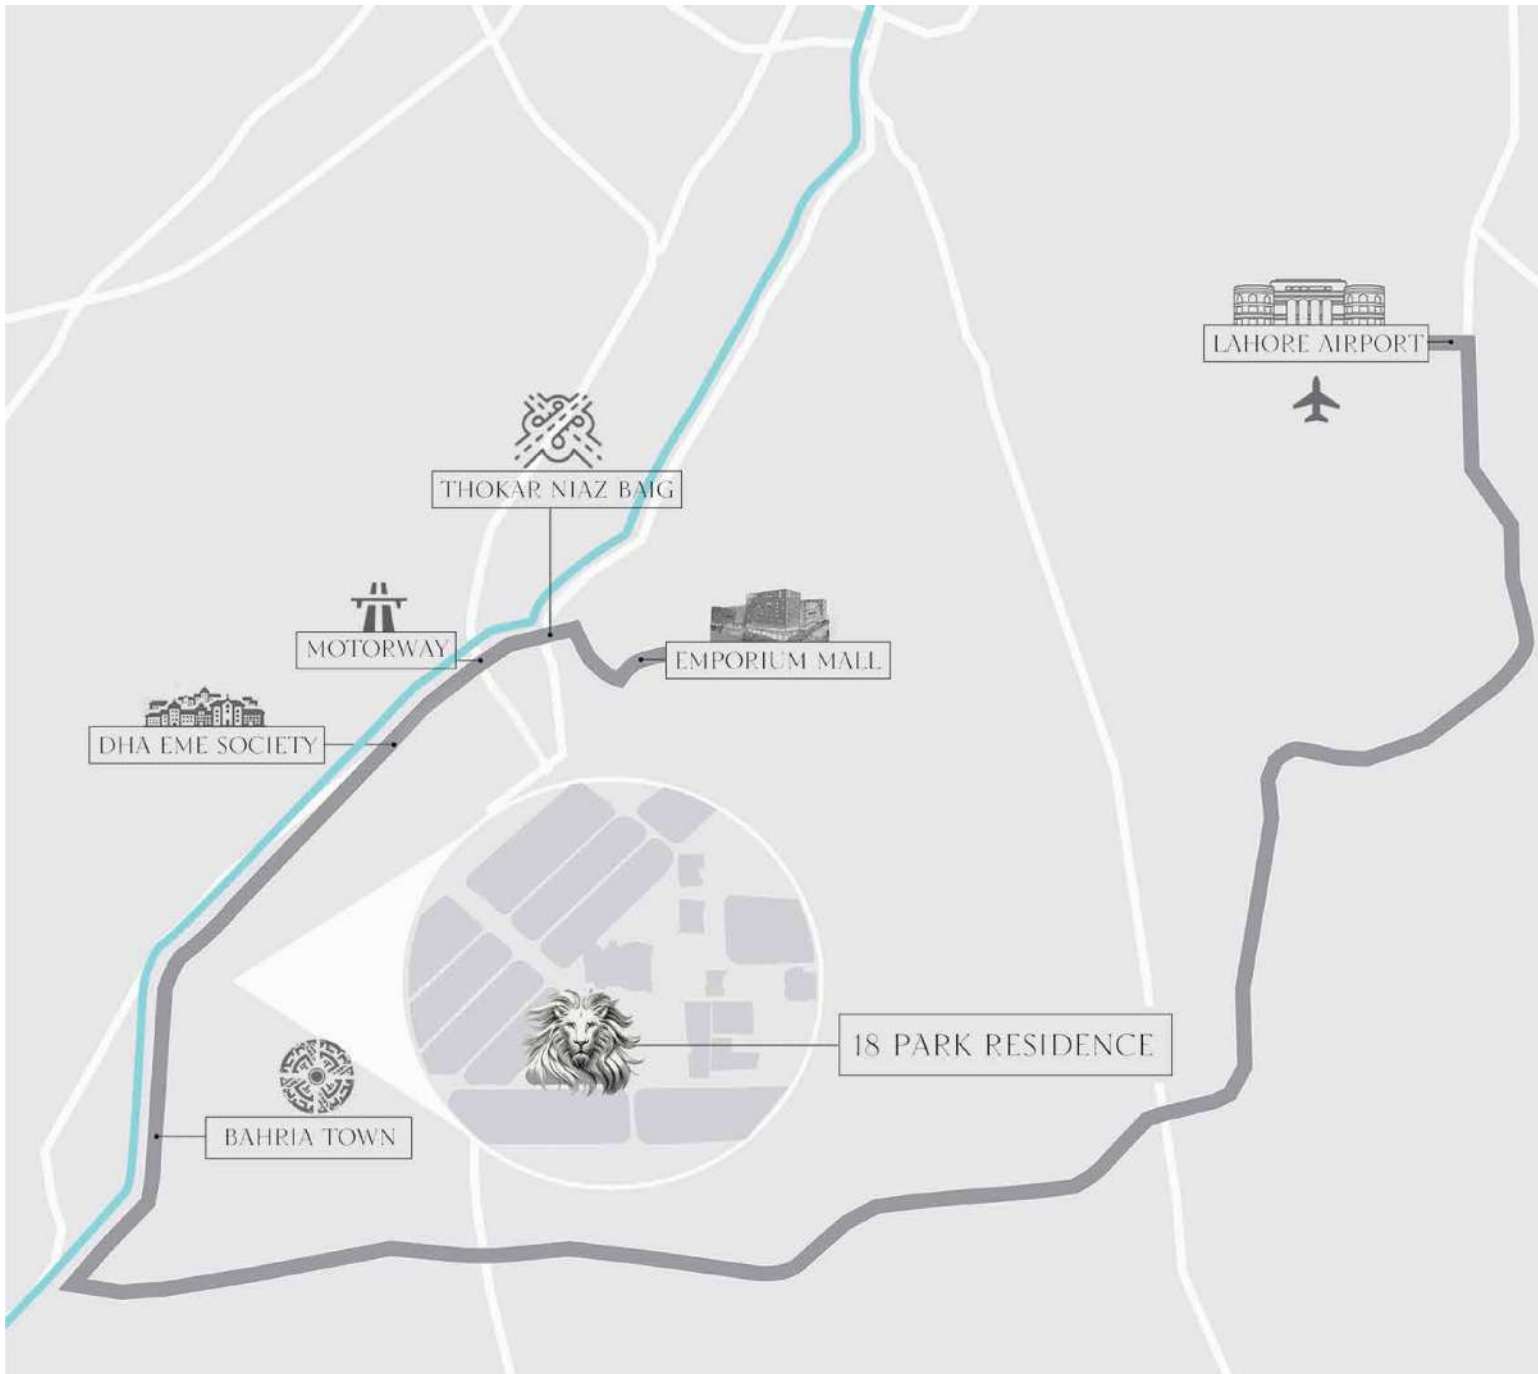 LAHORE AIRPORT
THOKAR NIAZ BAIG
MOTORWAY
EMPORIUM MALL
DHA EME SOCIETY
18 PARK RESIDENCE
BAHRIA TOWN